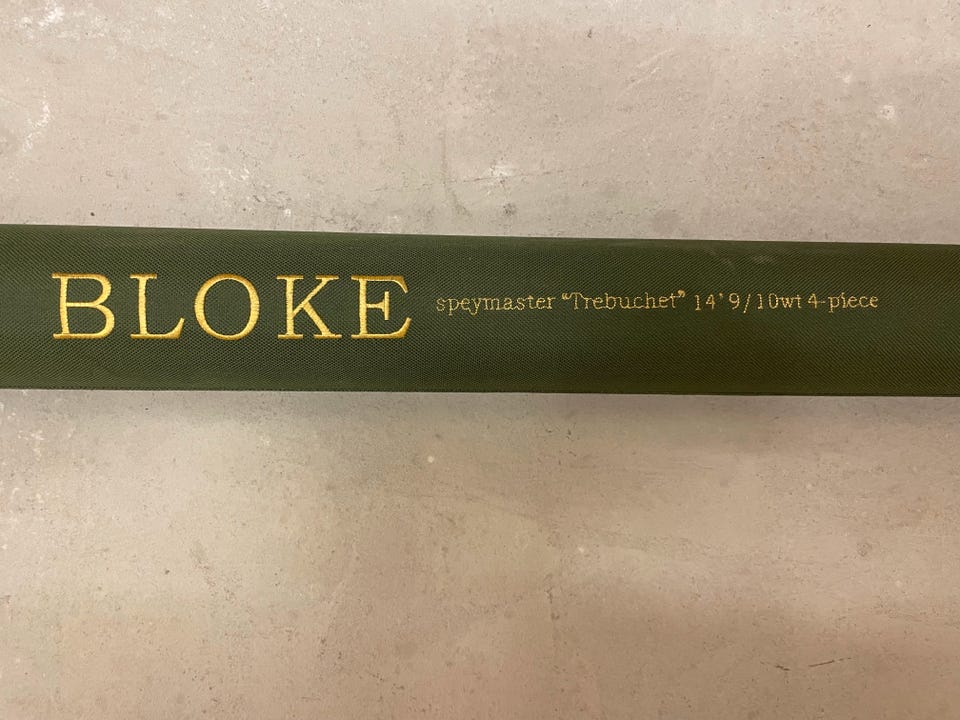 BLOKE speymaster “Trebuchet” 14' 9/10wt 4-piece